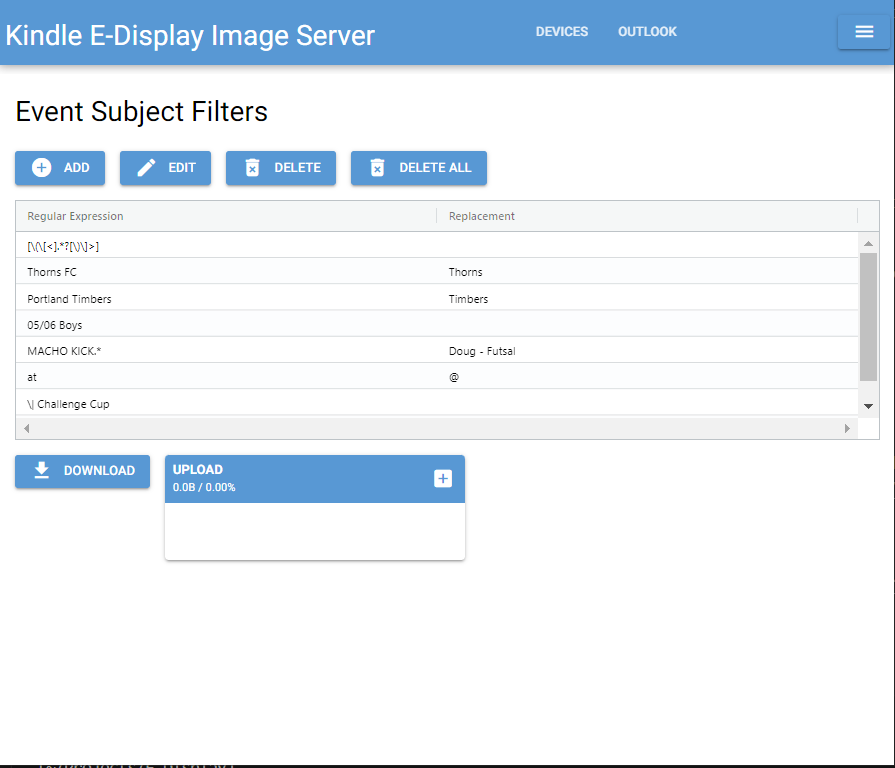 Kindle E-Display Image Server
DEVICES
OUTLOOK
Event Subject Filters
ADD
EDIT
DELETE
DELETE ALL
Regular Expression Replacement
[\(\[<].*?[\)\]>]
Thorns FC Thorns
Portland Timbers Timbers
05/06 Boys
MACHO KICK.* Doug - Futsal
at @
\| Challenge Cup
DOWNLOAD
UPLOAD
0.0B / 0.00%